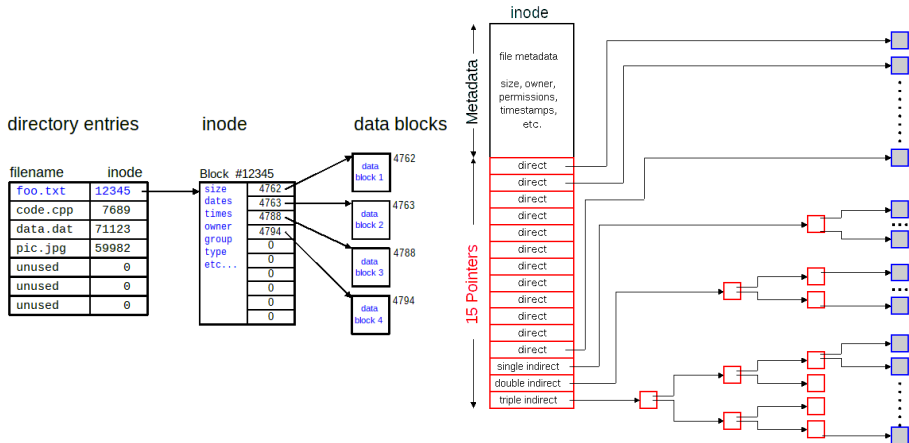 directory entries
filename inode
foo.txt 12345
code.cpp 7689
data.dat 71123
pic.jpg 59982
unused 0
unused 0
unused 0
inode
Block #12345
size 4762
dates 4763
times 4788
owner 4794
group 0
type 0
etc... 0
0
0
0
data blocks
data block 1
4762
data block 2
4763
data block 3
4788
data block 4
4794
inode
Metadata
file metadata
size, owner,
permissions,
timestamps,
etc.
15 Pointers
direct
direct
direct
direct
direct
direct
direct
direct
direct
direct
direct
direct
single indirect
double indirect
triple indirect